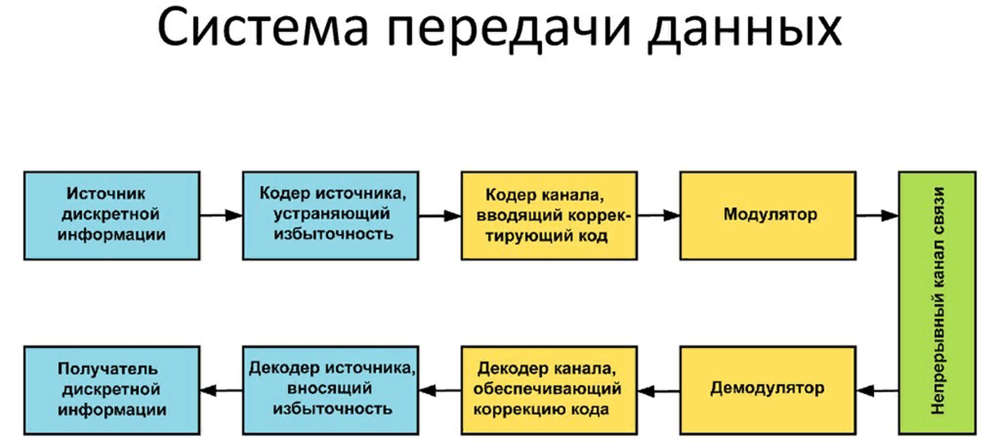 Система передачи данных
Источник
дискретной
информации
Кодер источника,
устраняющий
избыточность
Кодер канала,
вводящий коррек-
тирующий код
Модулятор
Непрерывный канал связи
Получатель
дискретной
информации
Декодер источника,
вносящий
избыточность
Декодер канала,
обеспечивающий
коррекцию кода
Демодулятор